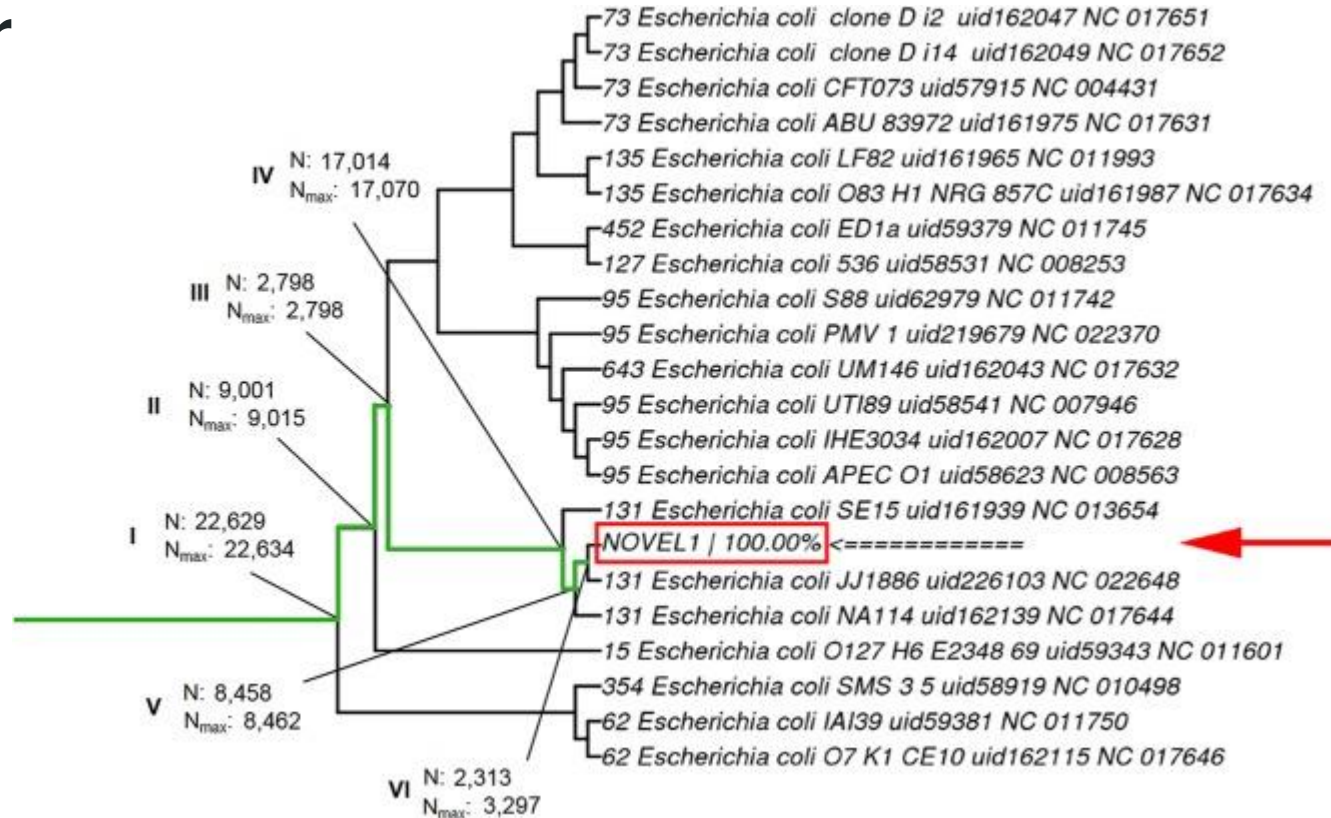 r
73 Escherichia coli clone D i2 uid162047 NC 017651
73 Escherichia coli clone D i14 uid162049 NC 017652
73 Escherichia coli CFT073 uid57915 NC 004431
73 Escherichia coli ABU 83972 uid161975 NC 017631
135 Escherichia coli LF82 uid161965 NC 011993
135 Escherichia coli O83 H1 NRG 857C uid161987 NC 017634
452 Escherichia coli ED1a uid59379 NC 011745
127 Escherichia coli 536 uid58531 NC 008253
95 Escherichia coli S88 uid62979 NC 011742
95 Escherichia coli PMV 1 uid219679 NC 022370
643 Escherichia coli UM146 uid162043 NC 017632
95 Escherichia coli UTI89 uid58541 NC 007946
95 Escherichia coli IHE3034 uid162007 NC 017628
95 Escherichia coli APEC O1 uid58623 NC 008563
131 Escherichia coli SE15 uid161939 NC 013654
NOVEL1 | 100.00% <============
131 Escherichia coli JJ1886 uid226103 NC 022648
131 Escherichia coli NA114 uid162139 NC 017644
15 Escherichia coli O127 H6 E2348 69 uid59343 NC 011601
354 Escherichia coli SMS 3 5 uid58919 NC 010498
62 Escherichia coli IAI39 uid59381 NC 011750
62 Escherichia coli O7 K1 CE10 uid162115 NC 017646
IV N: 17,014
Nmax: 17,070
III N: 2,798
Nmax: 2,798
II N: 9,001
Nmax: 9,015
I N: 22,629
Nmax: 22,634
V N: 8,458
Nmax: 8,462
VI N: 2,313
Nmax: 3,297